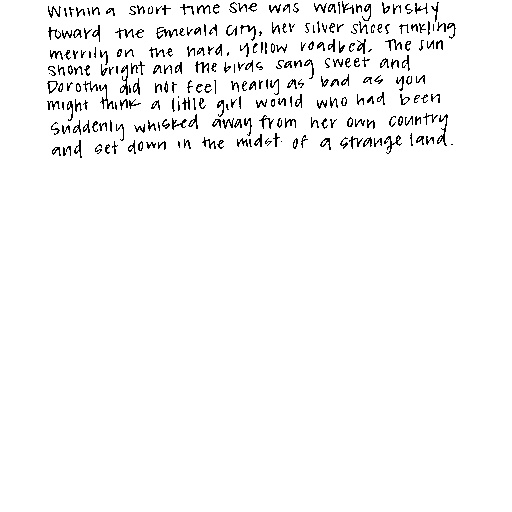 Within a short time she was walking briskly
toward the Emerald City, her silver shoes tinkling
merrily on the hard, yellow roadbed. The sun
shone bright and the birds sang sweet and
Dorothy did not feel nearly as bad as you
might think a little girl would who had been
suddenly whisked away from her own country
and set down in the midst of a strange land.